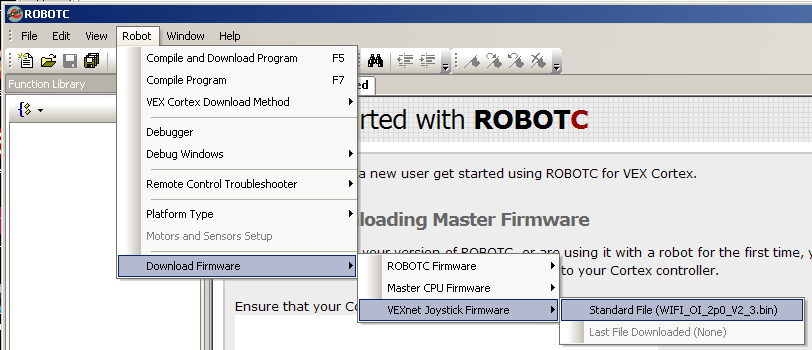 ROBOTC
File Edit View Robot Window Help
Compile and Download Program F5
Compile Program F7
VEX Cortex Download Method
Debugger
Debug Windows
Remote Control Troubleshooter
Platform Type
Motors and Sensors Setup
Download Firmware
ROBOTC Firmware
Master CPU Firmware
VEXnet Joystick Firmware
Standard File (WIFI_OI_2p0_V2_3.bin)
Last File Downloaded (None)
Function Library
rted with ROBOTC
a new user get started using ROBOTC for VEX Cortex.
loading Master Firmware
your version of ROBOTC, or are using it with a robot for the first time, y
to your Cortex controller.
Ensure that your Co